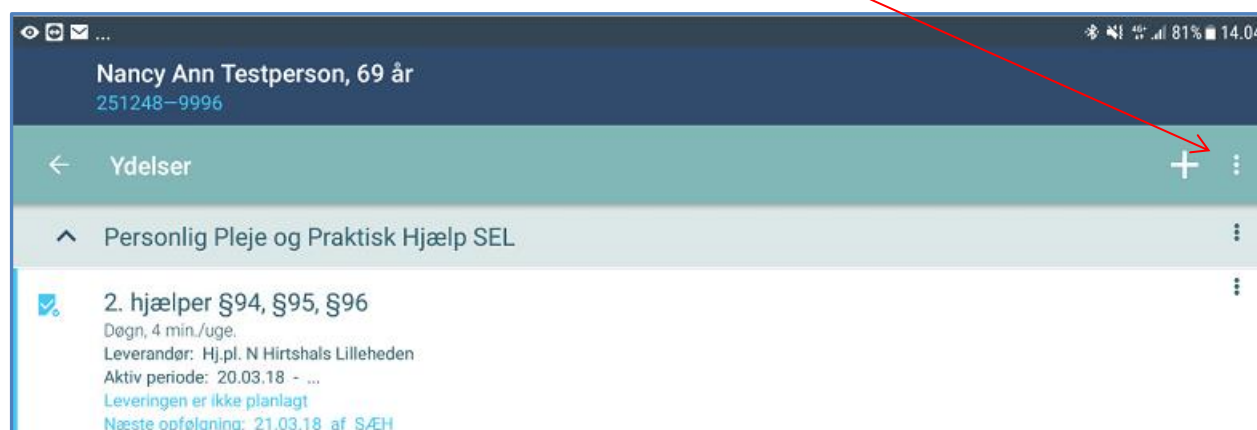 ... 81% 14.04
Nancy Ann Testperson, 69 år
251248-9996
Ydelser
Personlig Pleje og Praktisk Hjælp SEL
2. hjælper §94, §95, §96
Døgn, 4 min./uge.
Leverandør: Hj.pl. N Hirtshals Lilleheden
Aktiv periode: 20.03.18 - ...
Leveringen er ikke planlagt
Næste opfølgning: 21.03.18 af SÆH